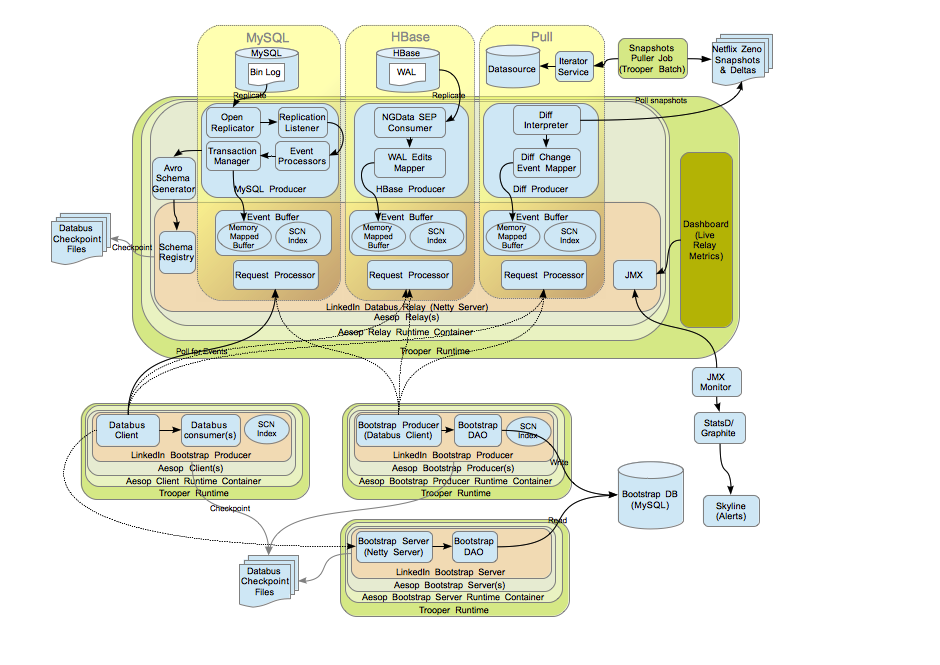 MySQL
HBase
Pull
MySQL
Bin Log
HBase
WAL
Datasource
Iterator
Service
Snapshots
Puller Job
(Trooper Batch)
Netflix Zeno
Snapshots
& Deltas
Replicate
Replicate
Poll snapshots
Open
Replicator
Replication
Listener
Transaction
Manager
Event
Processors
MySQL Producer
NGData SEP
Consumer
WAL Edits
Mapper
HBase Producer
Diff
Interpreter
Diff Change
Event Mapper
Diff Producer
Avro
Schema
Generator
Schema
Registry
Databus
Checkpoint
Files
Checkpoint
Event Buffer
Memory
Mapped
Buffer
SCN
Index
Request Processor
Event Buffer
Memory
Mapped
Buffer
SCN
Index
Request Processor
Event Buffer
Memory
Mapped
Buffer
SCN
Index
Request Processor
JMX
Dashboard
(Live
Relay
Metrics)
LinkedIn Databus Relay (Netty Server)
Aesop Relay(s)
Aesop Relay Runtime Container
Trooper Runtime
Poll for Events
JMX
Monitor
StatsD/
Graphite
Skyline
(Alerts)
Databus
Client
Databus
consumer(s)
SCN
Index
LinkedIn Bootstrap Producer
Aesop Client(s)
Aesop Client Runtime Container
Trooper Runtime
Bootstrap Producer
(Databus Client)
Bootstrap
DAO
SCN
Index
LinkedIn Bootstrap Producer
Aesop Bootstrap Producer(s)
Aesop Bootstrap Producer Runtime Container
Trooper Runtime
Write
Bootstrap DB
(MySQL)
Read
Checkpoint
Databus
Checkpoint
Files
Bootstrap Server
(Netty Server)
Bootstrap
DAO
LinkedIn Bootstrap Server
Aesop Bootstrap Server(s)
Aesop Bootstrap Server Runtime Container
Trooper Runtime